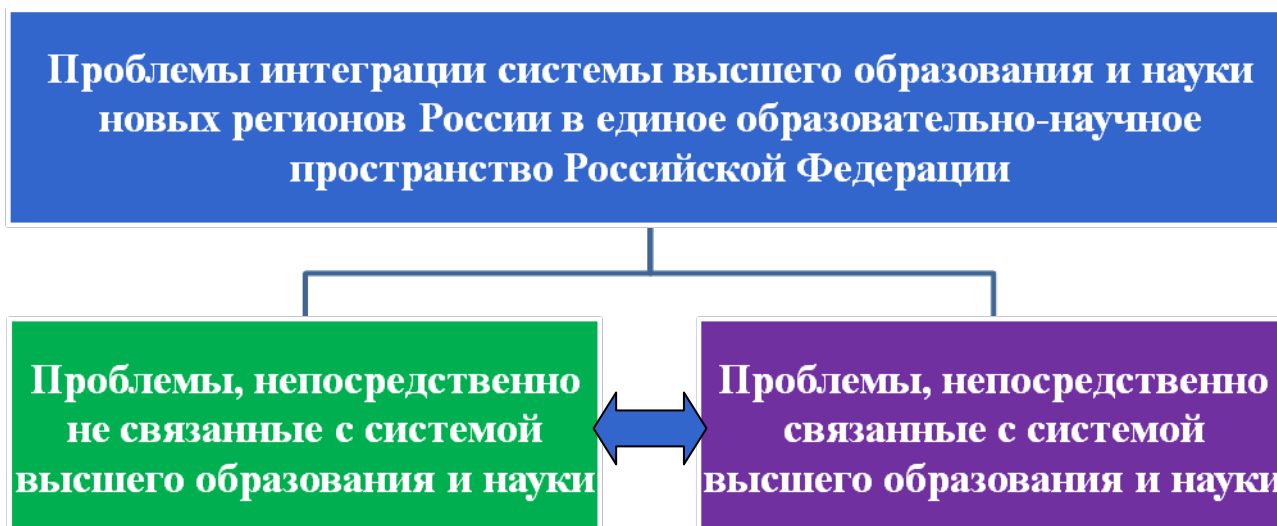 Проблемы интеграции системы высшего образования и науки
новых регионов России в единое образовательно-научное
пространство Российской Федерации
Проблемы, непосредственно
не связанные с системой
высшего образования и науки
Проблемы, непосредственно
связанные с системой
высшего образования и науки